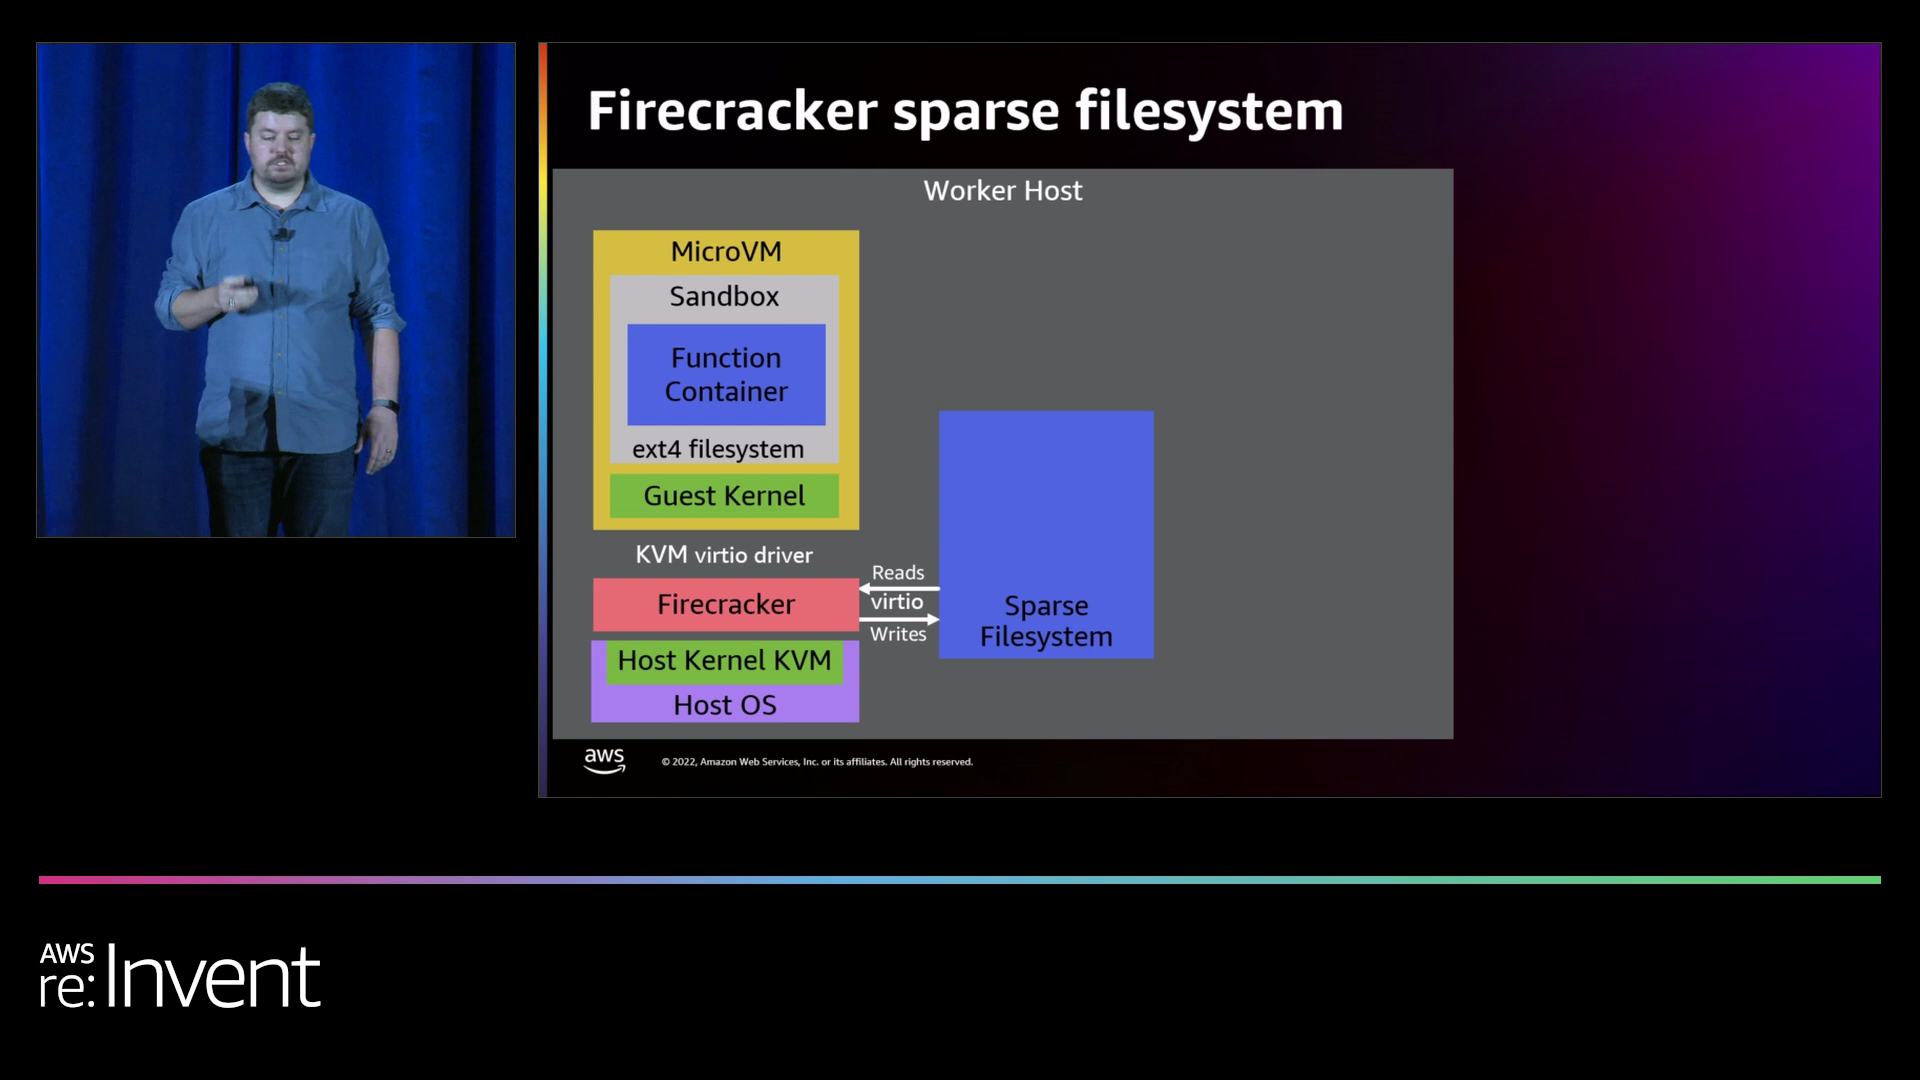 Firecracker sparse filesystem
Worker Host
MicroVM
Sandbox
Function
Container
ext4 filesystem
Guest Kernel
KVM virtio driver
Firecracker
Host Kernel KVM
Host OS
Reads
virtio
Writes
Sparse
Filesystem
aws
© 2022, Amazon Web Services, Inc. or its affiliates. All rights reserved.
AWS
re:Invent